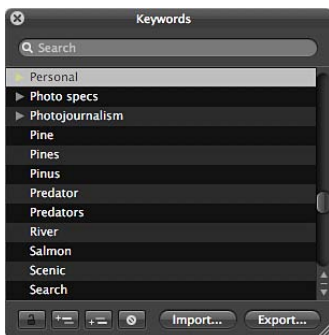 Keywords
Search
Personal
Photo specs
Photojournalism
Pine
Pines
Pinus
Predator
Predators
River
Salmon
Scenic
Search
Import... Export...